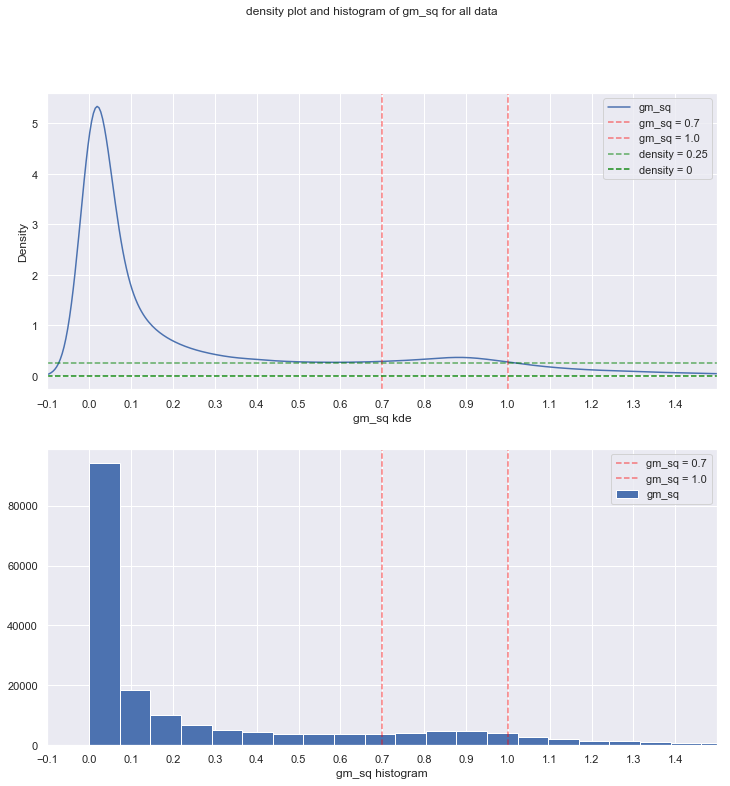 density plot and histogram of gm_sq for all data
gm_sq
gm_sq = 0.7
gm_sq = 1.0
density = 0.25
density = 0
5
4
3
2
1
0
Density
−0.1 0.0 0.1 0.2 0.3 0.4 0.5 0.6 0.7 0.8 0.9 1.0 1.1 1.2 1.3 1.4
gm_sq kde
gm_sq = 0.7
gm_sq = 1.0
gm_sq
80000
60000
40000
20000
0
−0.1 0.0 0.1 0.2 0.3 0.4 0.5 0.6 0.7 0.8 0.9 1.0 1.1 1.2 1.3 1.4
gm_sq histogram